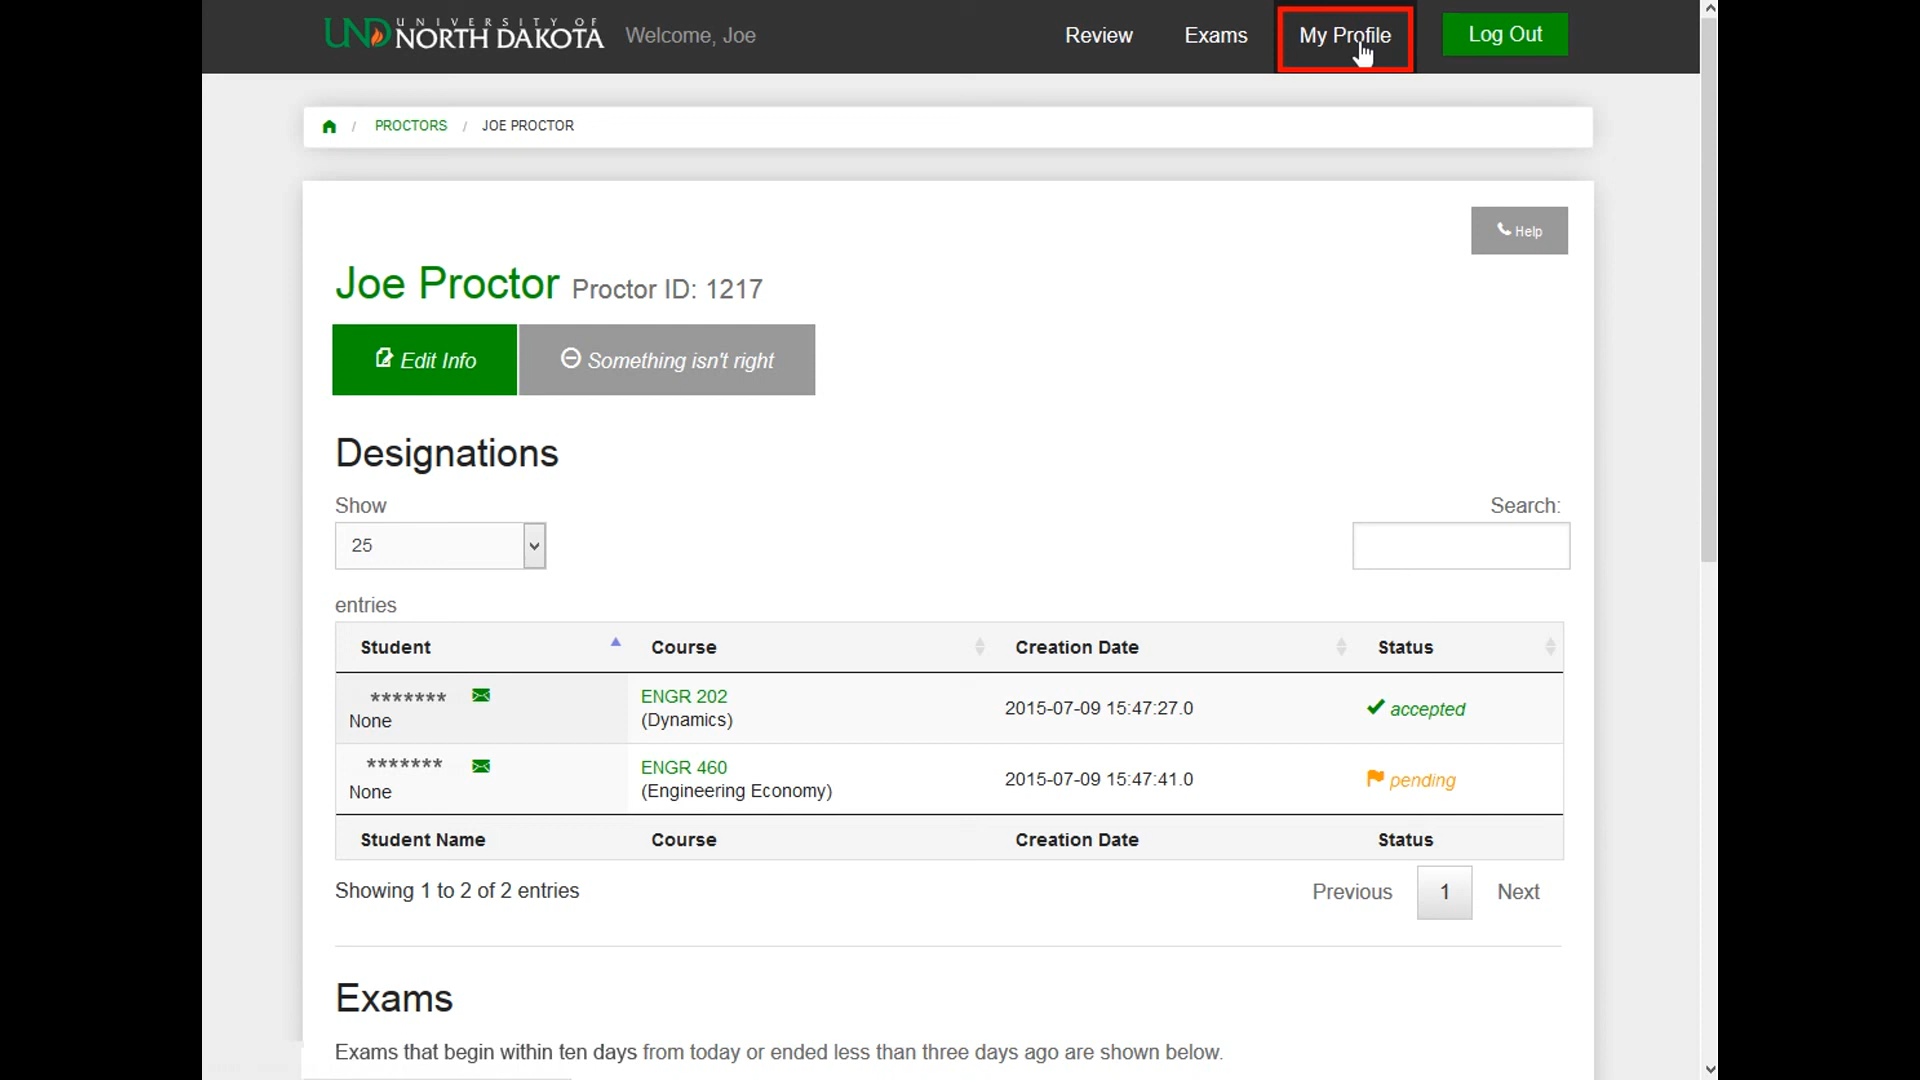 UND UNIVERSITY OF NORTH DAKOTA
Welcome, Joe
Review
Exams
My Profile
Log Out
/ PROCTORS / JOE PROCTOR
Help
Joe Proctor Proctor ID: 1217
Edit Info
Something isn't right
Designations
Show
Search:
25
entries
Student Course Creation Date Status
******* ENGR 202
None (Dynamics) 2015-07-09 15:47:27.0 accepted
******* ENGR 460
None (Engineering Economy) 2015-07-09 15:47:41.0 pending
Student Name Course Creation Date Status
Showing 1 to 2 of 2 entries
Previous 1 Next
Exams
Exams that begin within ten days from today or ended less than three days ago are shown below.